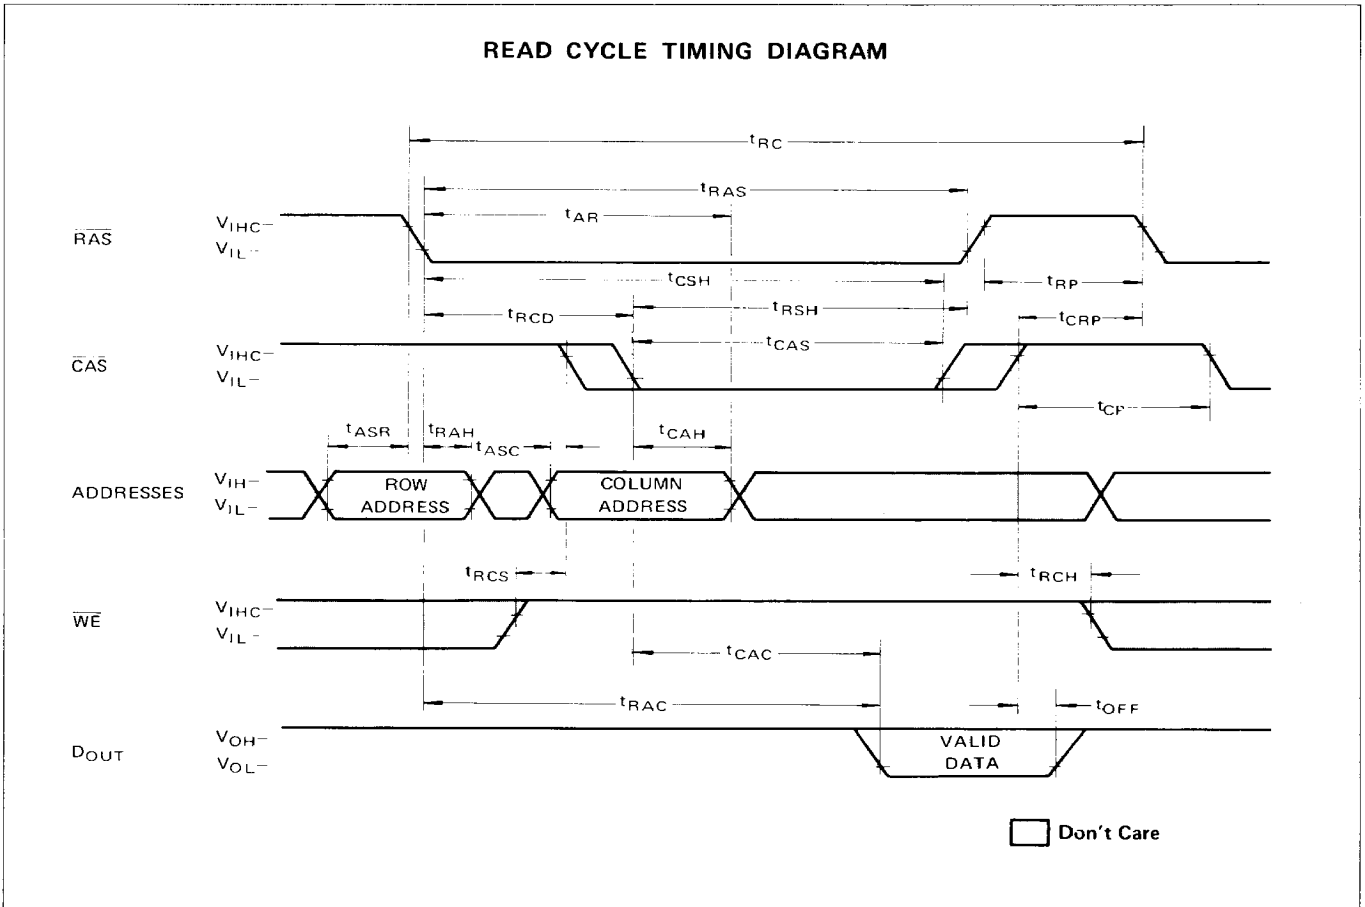 READ CYCLE TIMING DIAGRAM
tRC
tRAS
tAR
RAS
VIHC–
VIL–
tCSH
tRP
tRSH
tRCD
tCRP
tCAS
CAS
VIHC–
VIL–
tCP
tASR
tRAH
tASC
tCAH
ADDRESSES
VIH–
VIL–
ROW
ADDRESS
COLUMN
ADDRESS
tRCS
tRCH
WE
VIHC–
VIL–
tCAC
tRAC
tOFF
DOUT
VOH–
VOL–
VALID
DATA
Don't Care